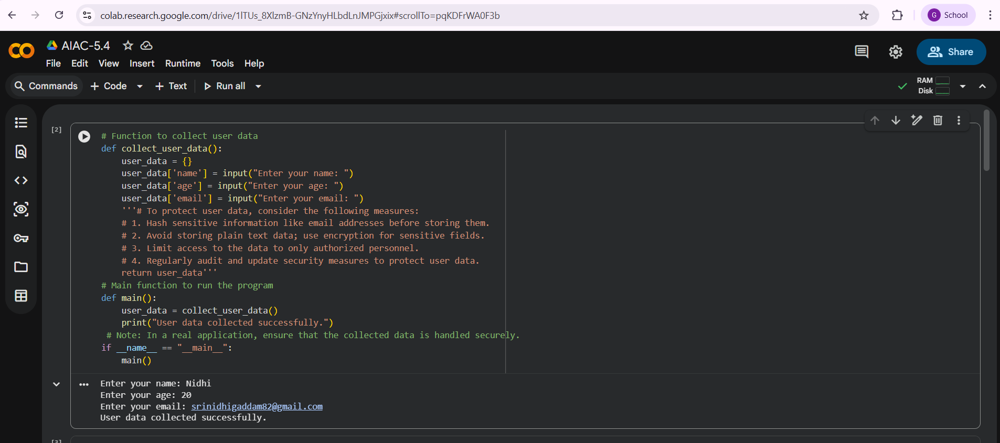 colab.research.google.com/drive/1lTUs_8XlzmB-GNzYnyHLbdLnJMPGjxix#scrollTo=pqKDFrWA0F3b
G School
AIAC-5.4
File Edit View Insert Runtime Tools Help
Share
Commands + Code + Text Run all
RAM
Disk
[2]
# Function to collect user data
def collect_user_data():
    user_data = {}
    user_data['name'] = input("Enter your name: ")
    user_data['age'] = input("Enter your age: ")
    user_data['email'] = input("Enter your email: ")
    '''# To protect user data, consider the following measures:
    # 1. Hash sensitive information like email addresses before storing them.
    # 2. Avoid storing plain text data; use encryption for sensitive fields.
    # 3. Limit access to the data to only authorized personnel.
    # 4. Regularly audit and update security measures to protect user data.
    return user_data'''
# Main function to run the program
def main():
    user_data = collect_user_data()
    print("User data collected successfully.")
 # Note: In a real application, ensure that the collected data is handled securely.
if __name__ == "__main__":
    main()
Enter your name: Nidhi
Enter your age: 20
Enter your email: srinidhigaddam82@gmail.com
User data collected successfully.
[3]